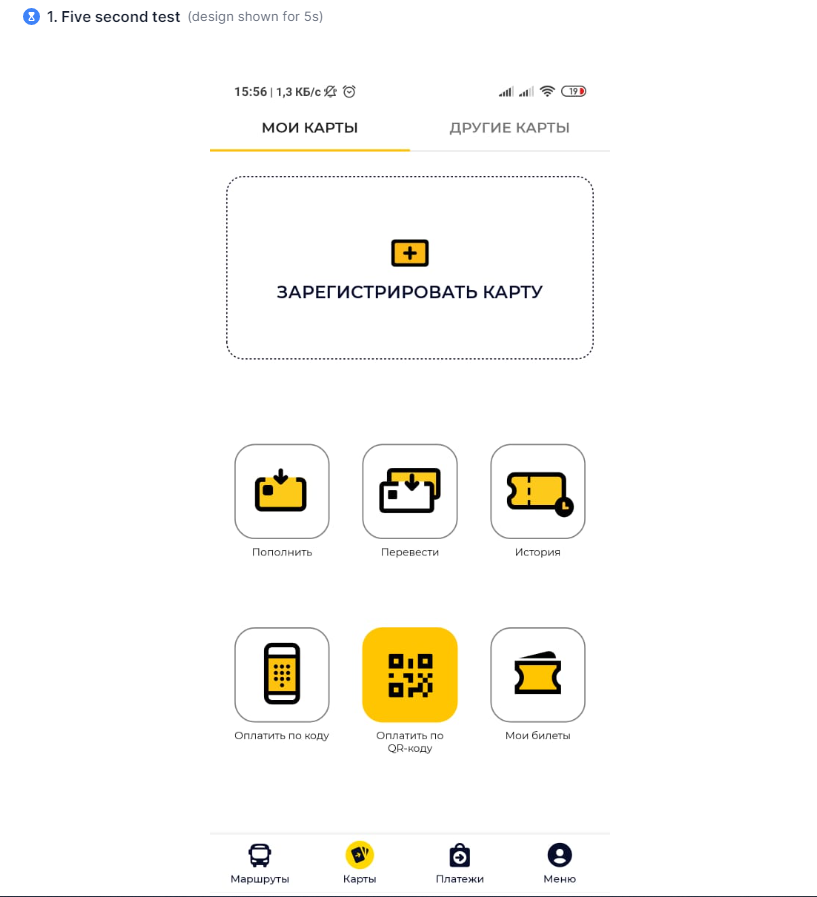 1. Five second test (design shown for 5s)
15:56 | 1,3 КБ/с 19
МОИ КАРТЫ ДРУГИЕ КАРТЫ
ЗАРЕГИСТРИРОВАТЬ КАРТУ
Пополнить Перевести История
Оплатить по коду Оплатить по Мои билеты
QR-коду
Маршруты Карты Платежи Меню